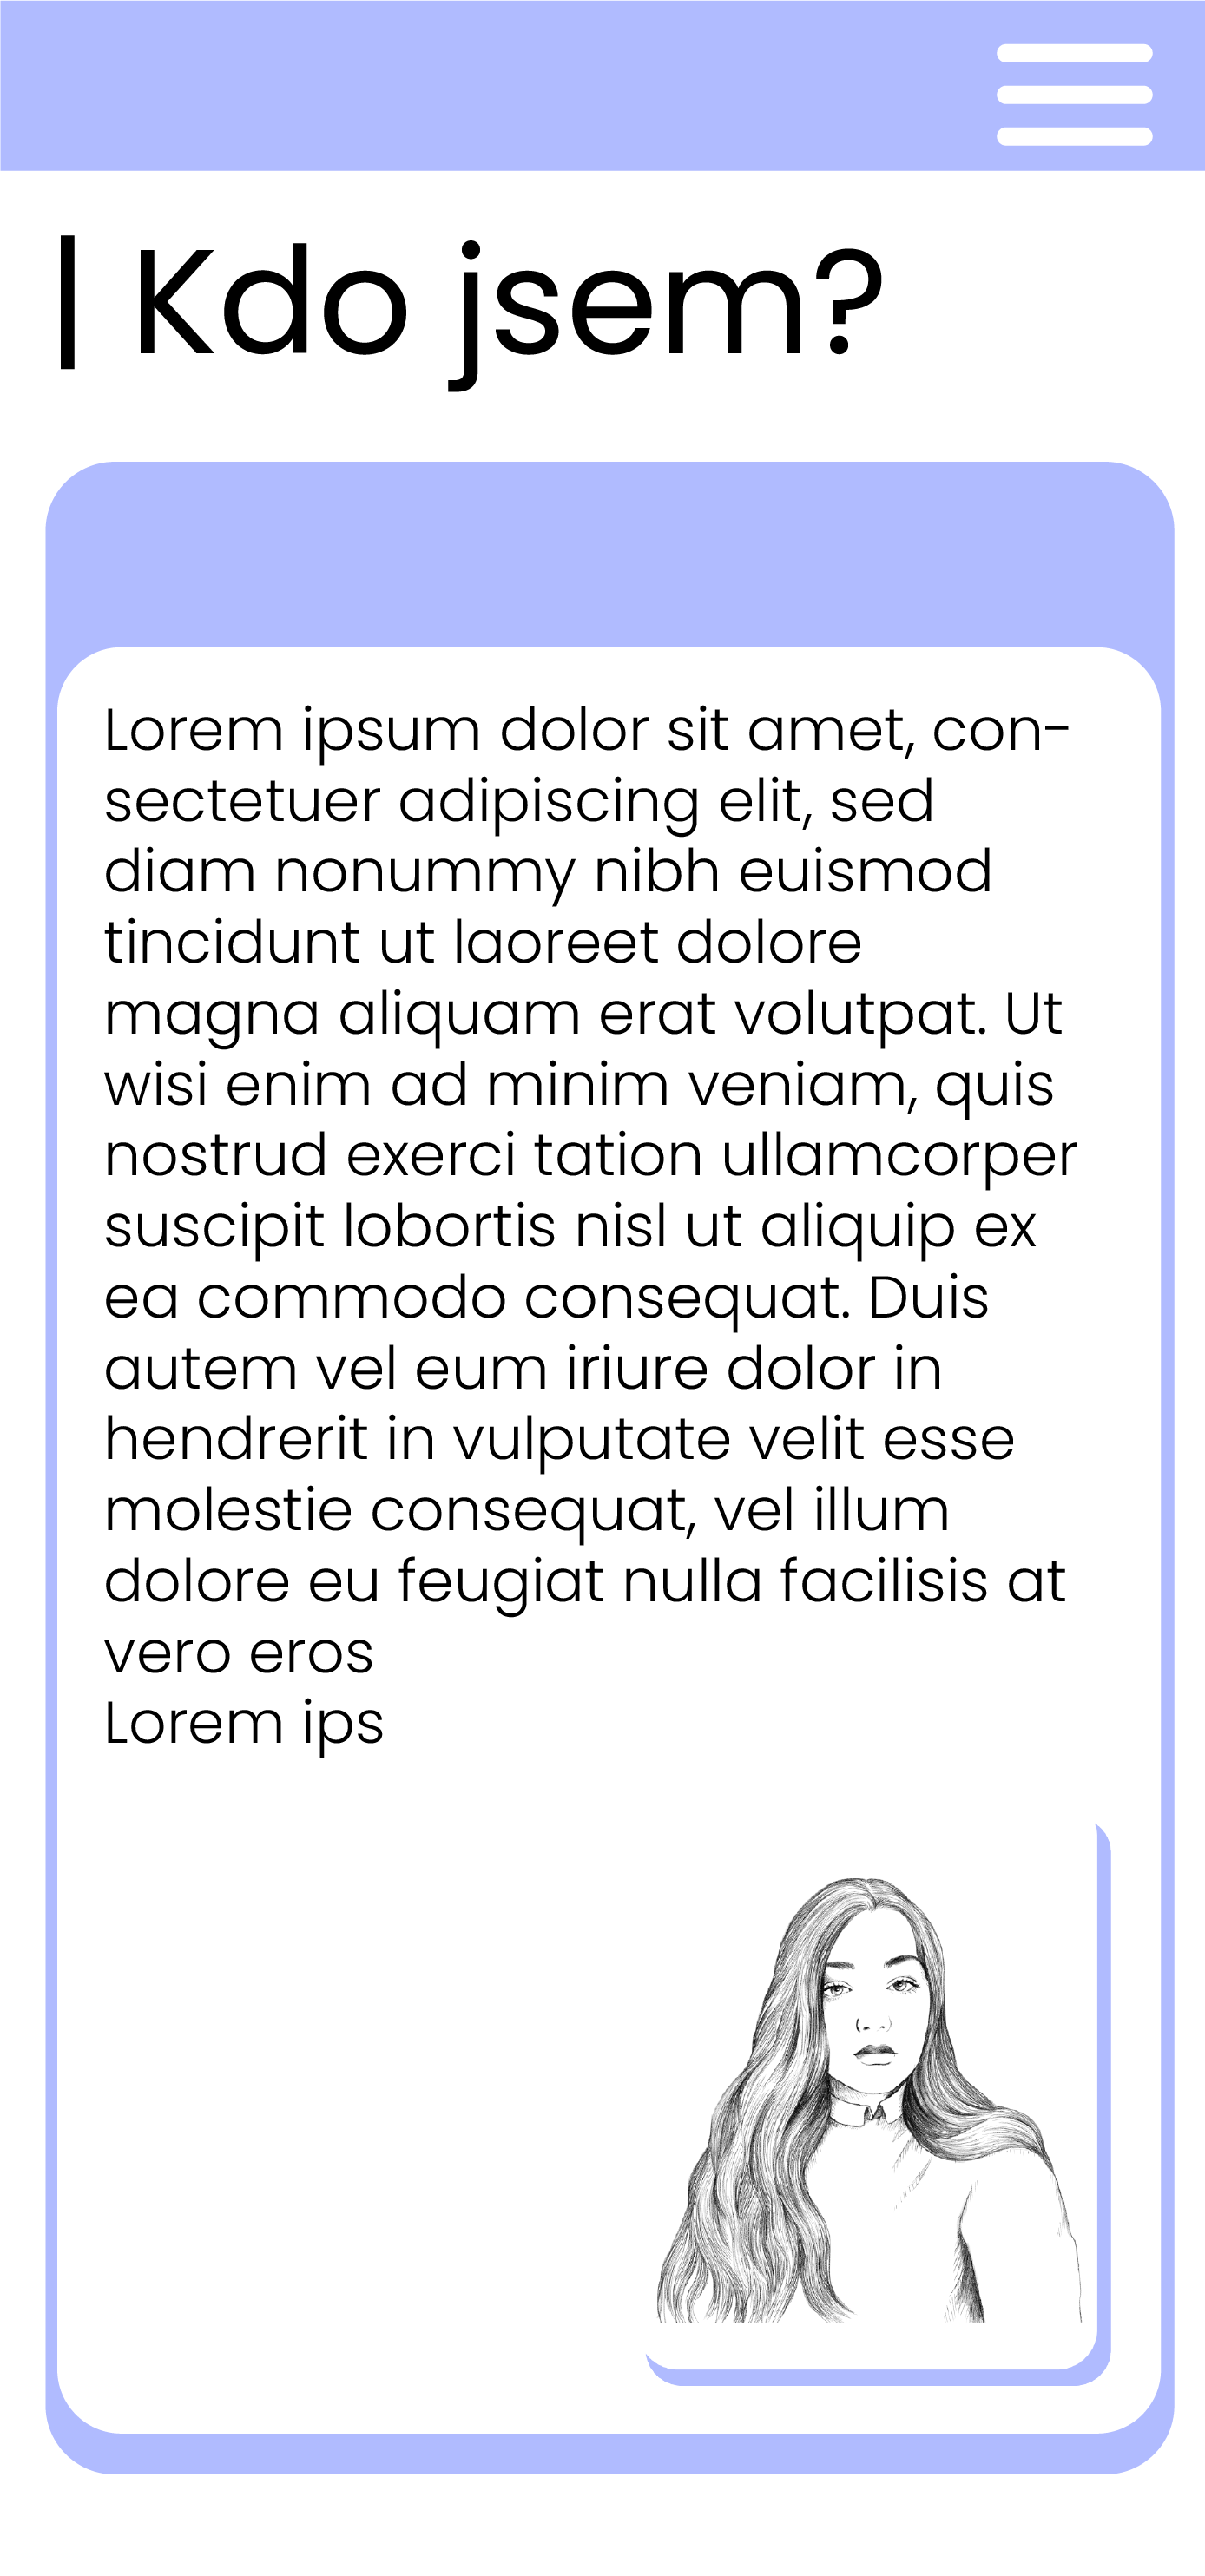 | Kdo jsem?
Lorem ipsum dolor sit amet, con-
sectetuer adipiscing elit, sed
diam nonummy nibh euismod
tincidunt ut laoreet dolore
magna aliquam erat volutpat. Ut
wisi enim ad minim veniam, quis
nostrud exerci tation ullamcorper
suscipit lobortis nisl ut aliquip ex
ea commodo consequat. Duis
autem vel eum iriure dolor in
hendrerit in vulputate velit esse
molestie consequat, vel illum
dolore eu feugiat nulla facilisis at
vero eros
Lorem ips